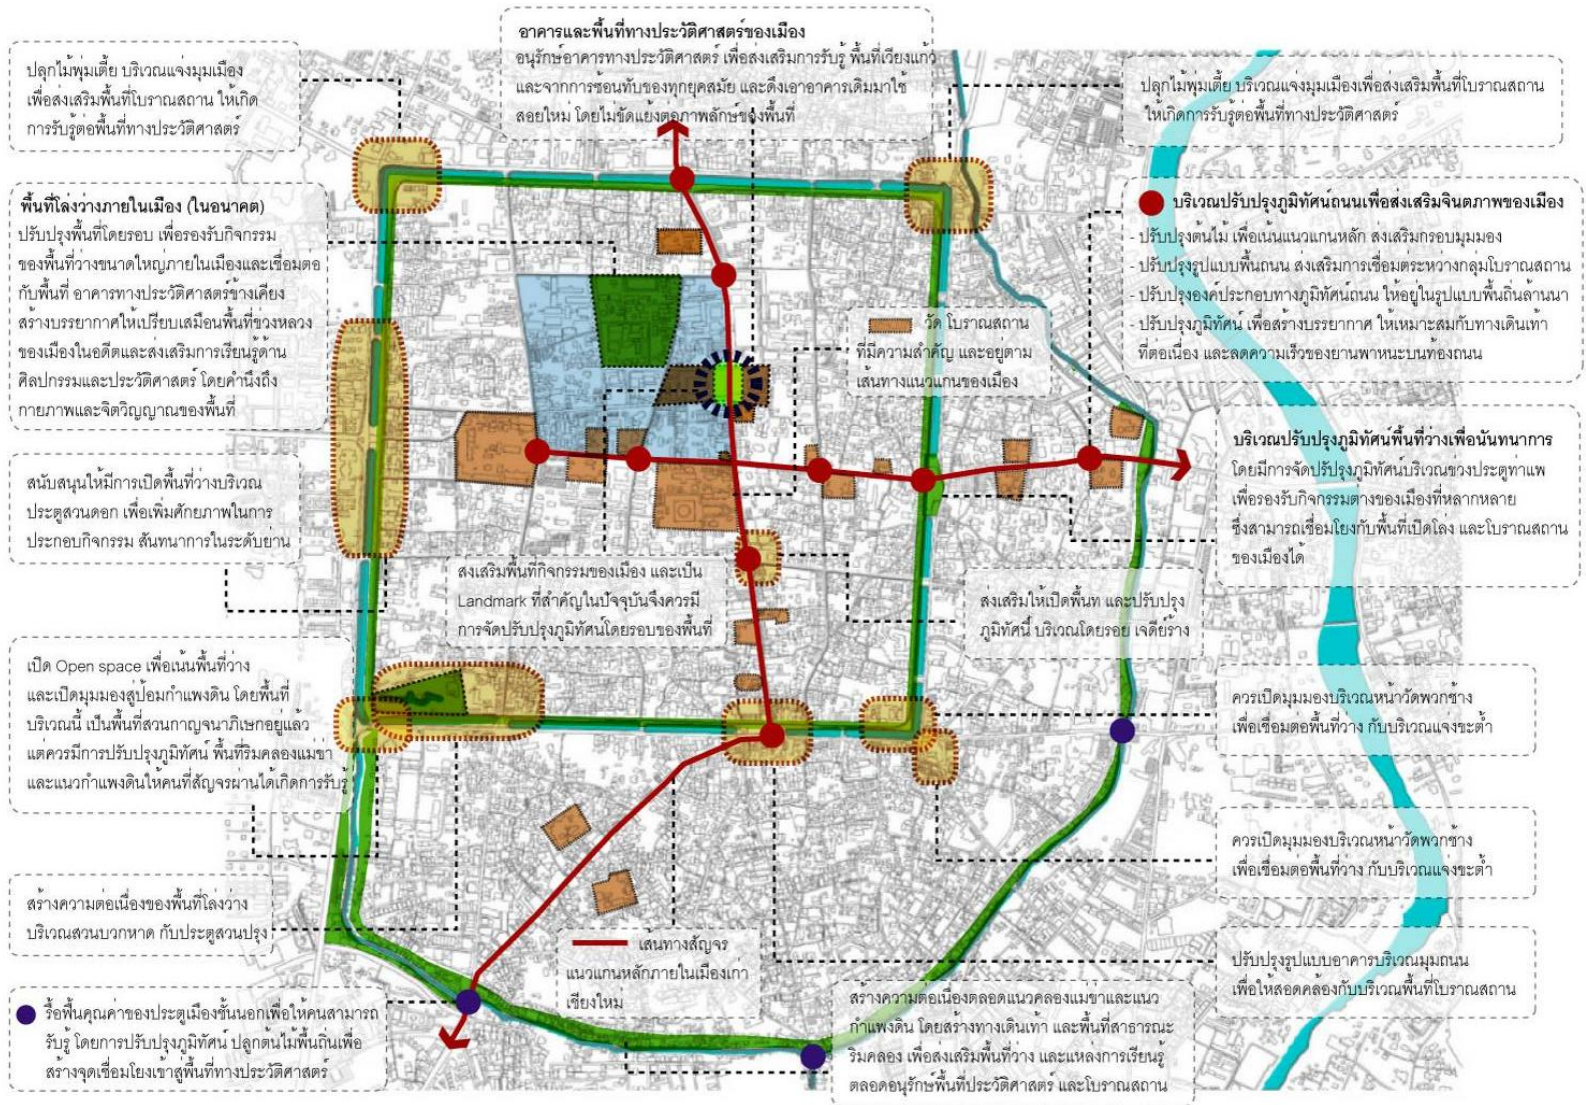 อาคารและพื้นที่ทางประวัติศาสตร์ของเมือง
อนุรักษ์อาคารทางประวัติศาสตร์ เพื่อส่งเสริมการรับรู้ พื้นที่เวียงแก้ว
และจากการซ้อนทับของทุกยุคสมัย และดึงเอาอาคารเดิมมาใช้
สอยใหม่ โดยไม่ขัดแย้งต่อภาพลักษ์ของพื้นที่
ปลุกไม้พุ่มเตี้ย บริเวณแจ่งมุมเมือง
เพื่อส่งเสริมพื้นที่โบราณสถาน ให้เกิด
การรับรู้ต่อพื้นที่ทางประวัติศาสตร์
ปลุกไม้พุ่มเตี้ย บริเวณแจ่งมุมเมืองเพื่อส่งเสริมพื้นที่โบราณสถาน
ให้เกิดการรับรู้ต่อพื้นที่ทางประวัติศาสตร์
พื้นที่โล่งว่างภายในเมือง (ในอนาคต)
ปรับปรุงพื้นที่โดยรอบ เพื่อรองรับกิจกรรม
ของพื้นที่ว่างขนาดใหญ่ภายในเมืองและเชื่อมตอ
กับพื้นที่ อาคารทางประวัติศาสตร์ข้างเคียง
สร้างบรรยากาศให้เปรียบเสมือนพื้นที่ข่วงหลวง
ของเมืองในอดีตและส่งเสริมการเรียนรู้ด้าน
ศิลปกรรมและประวัติศาสตร์ โดยคำนึงถึง
กายภาพและจิตวิญญาณของพื้นที่
บริเวณปรับปรุงภูมิทัศน์ถนนเพื่อส่งเสริมจินตภาพของเมือง
- ปรับปรุงต้นไม้ เพื่อเน้นแนวแกนหลัก ส่งเสริมกรอบมุมมอง
- ปรับปรุงรูปแบบพื้นถนน ส่งเสริมการเชื่อมต่ระหว่างกลุ่มโบราณสถาน
- ปรับปรุงองค์ประกอบทางภูมิทัศน์ถนน ให้อยู่ในรูปแบบพื้นถิ่นล้านนา
- ปรับปรุงภูมิทัศน์ เพื่อสร้างบรรยากาศ ให้เหมาะสมกับทางเดินเท้า
ที่ต่อเนื่อง และลดความเร็วของยานพาหนะบนท้องถนน
วัด โบราณสถาน
ที่มีความสำคัญ และอยู่ตาม
เส้นทางแนวแกนของเมือง
บริเวณปรับปรุงภูมิทัศน์พื้นที่ว่างเพื่อนันทนาการ
โดยมีการจัดปรัปรุงภูมิทัศน์บริเวณข่วงประตูท่าแพ
เพื่อรองรับกิจกรรมต่างของเมืองที่หลากหลาย
ซึ่งสามารถเชื่อมโยงกับพื้นที่เปิดโล่ง และโบราณสถาน
ของเมืองได้
สนับสนุนให้มีการเปิดพื้นที่ว่างบริเวณ
ประตูสวนดอก เพื่อเพิ่มศักยภาพในการ
ประกอบกิจกรรม สันทนาการในระดับย่าน
ส่งเสริมพื้นที่กิจกรรมของเมือง และเป็น
Landmark ที่สำคัญในปัจจุบันจึงควรมี
การจัดปรับปรุงภูมิทัศน์โดยรอบของพื้นที่
ส่งเสริมให้เปิดพื้นท และปรับปรุง
ภูมิทัศนี้ บริเวณโดยรอย เจดีย์ร้าง
เปิด Open space เพื่อเน้นพื้นที่ว่าง
และเปิดมุมมองสู่ป้อมกำแพงดิน โดยพื้นที่
บริเวณนี้ เป็นพื้นที่สวนกาญจนาภิเษกอยู่แล้ว
แต่ควรมีการปรับปรุงภูมิทัศน์ พื้นที่ริมคลองแม่ข่า
และแนวกำแพงดินให้คนที่สัญจรผ่านได้เกิดการรับรู้
ควรเปิดมุมมองบริเวณหน้าวัดพวกช้าง
เพื่อเชื่อมต่อพื้นที่ว่าง กับบริเวณแจงขะต๊ำ
ควรเปิดมุมมองบริเวณหน้าวัดพวกช้าง
เพื่อเชื่อมต่อพื้นที่ว่าง กับบริเวณแจงขะต๊ำ
สร้างความต่อเนื่องของพื้นที่โล่งว่าง
บริเวณสวนบวกหาด กับประตูสวนปรุง
เส้นทางสัญจร
แนวแกนหลักภายในเมืองเก่า
เชียงใหม่
ปรับปรุงรูปแบบอาคารบริเวณมุมถนน
เพื่อให้สอดคล้องกับบริเวณพื้นที่โบราณสถาน
รื้อฟื้นคุณค่าของประตูเมืองชั้นนอกเพื่อให้คนสามารถ
รับรู้ โดยการปรับปรุงภูมิทัศน์ ปลูกต้นไม้พื้นถิ่นเพื่อ
สร้างจุดเชื่อมโยงเข้าสู่พื้นที่ทางประวัติศาสตร์
สร้างความต่อเนื่องตลอดแนวคลองแม่ข่าและแนว
กำแพงดิน โดยสร้างทางเดินเท้า และพื้นที่สาธารณะ
ริมคลอง เพื่อส่งเสริมพื้นที่ว่าง และแหล่งการเรียนรู้
ตลอดอนุรักษ์พื้นที่ประวัติศาสตร์ และโบราณสถาน